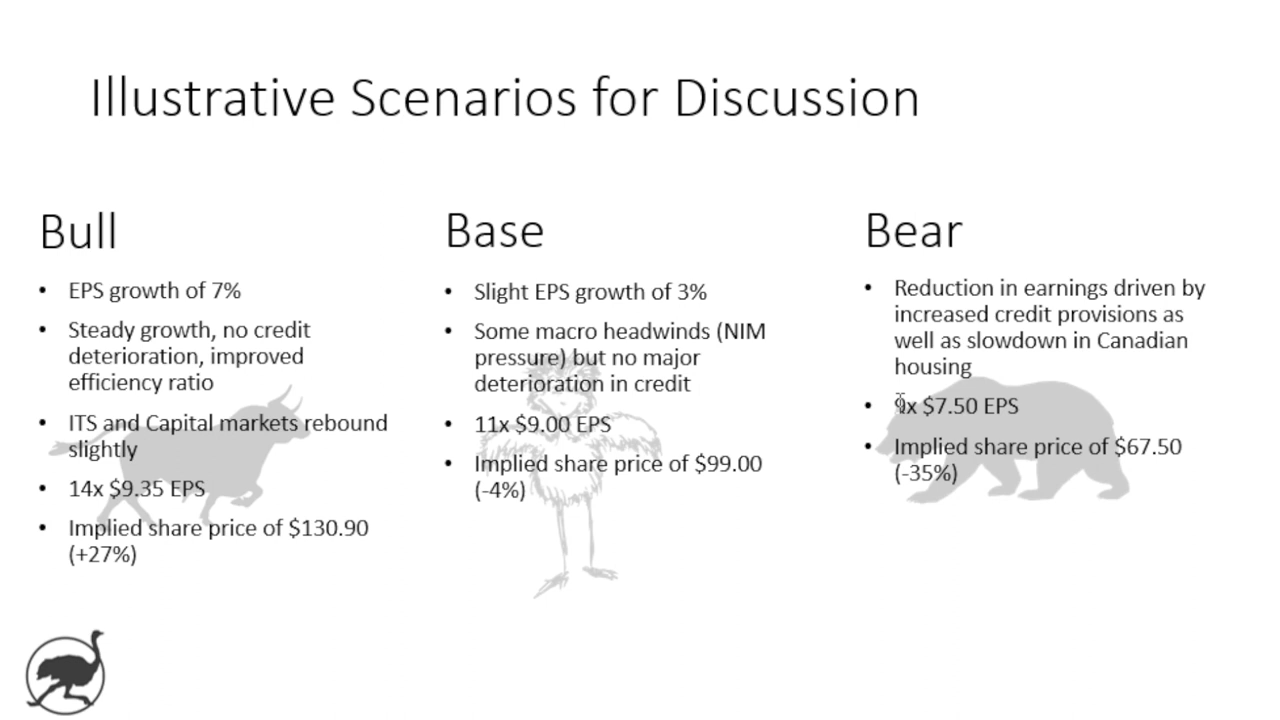 Illustrative Scenarios for Discussion
Bull
• EPS growth of 7%
• Steady growth, no credit
deterioration, improved
efficiency ratio
• ITS and Capital markets rebound
slightly
• 14x $9.35 EPS
• Implied share price of $130.90
(+27%)
Base
• Slight EPS growth of 3%
• Some macro headwinds (NIM
pressure) but no major
deterioration in credit
• 11x $9.00 EPS
• Implied share price of $99.00
(-4%)
Bear
• Reduction in earnings driven by
increased credit provisions as
well as slowdown in Canadian
housing
• 9x $7.50 EPS
• Implied share price of $67.50
(-35%)